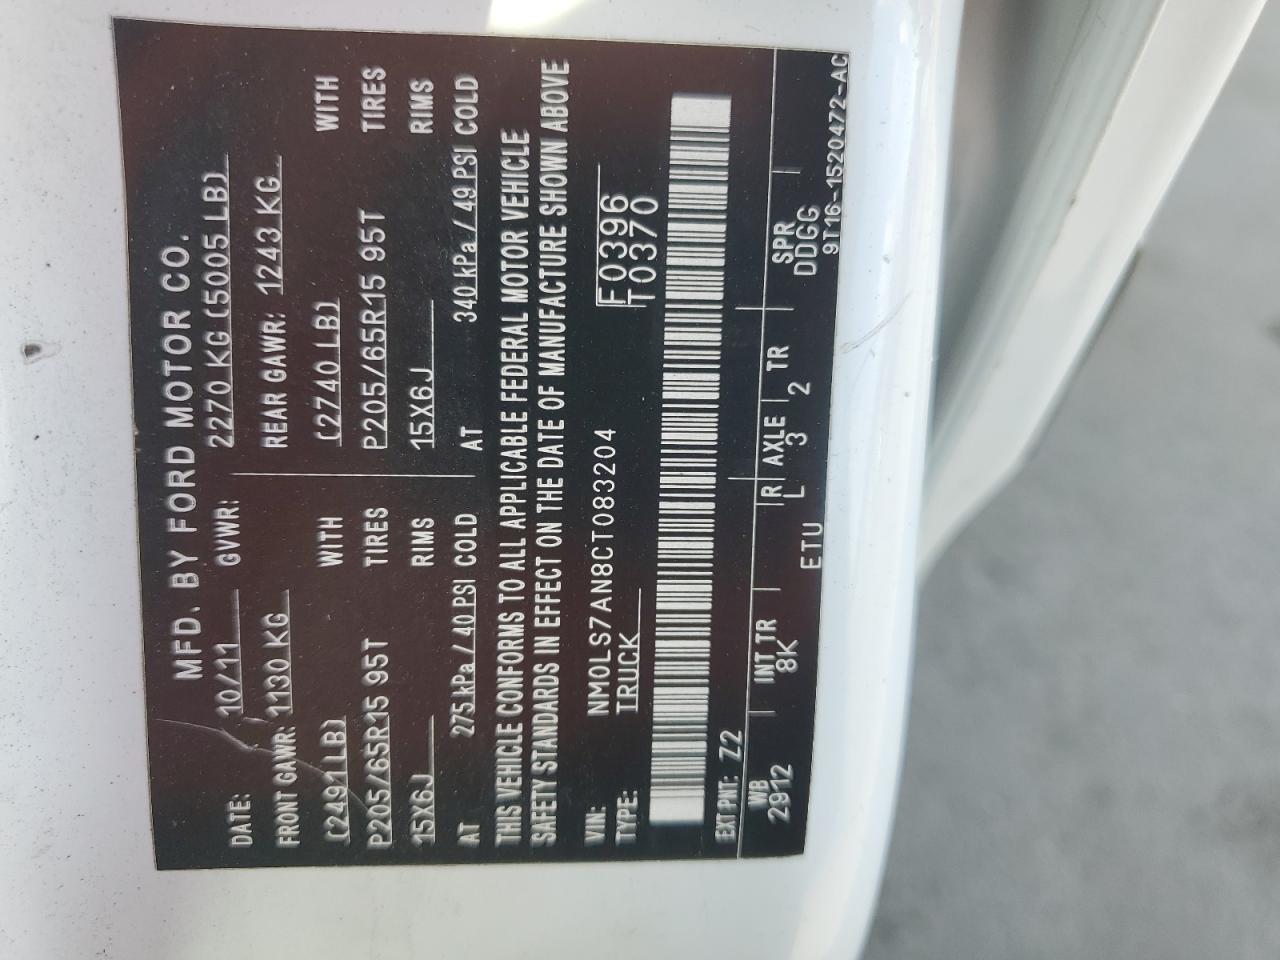 MFD. BY FORD MOTOR CO.
DATE: 10/11 GVWR: 2270 KG (5005 LB)
FRONT GAWR: 1130 KG REAR GAWR: 1243 KG
(2491 LB) WITH (2740 LB) WITH
P205/65R15 95T TIRES P205/65R15 95T TIRES
15X6J RIMS 15X6J RIMS
AT 275 kPa / 40 PSI COLD AT 340 kPa / 49 PSI COLD
THIS VEHICLE CONFORMS TO ALL APPLICABLE FEDERAL MOTOR VEHICLE
SAFETY STANDARDS IN EFFECT ON THE DATE OF MANUFACTURE SHOWN ABOVE
VIN: NM0LS7AN8CT083204 F0396
TYPE: TRUCK T0370
EXT PNT: Z2 R AXLE TR SPR
WB INT TR L 3 2 DDGG
2912 8K ETU 9T16-1520472-AC